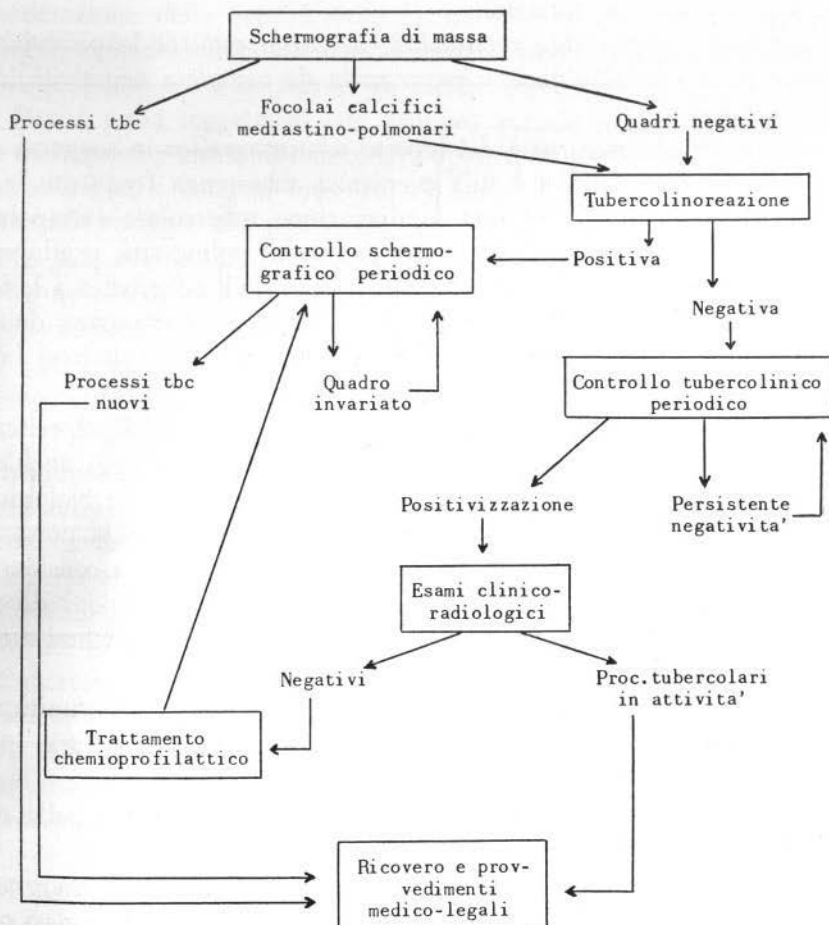 Schermografia di massa
Processi tbc
Focolai calcifici
mediastino-polmonari
Quadri negativi
Tubercolinoreazione
Controllo schermo-
grafico periodico
Positiva
Negativa
Processi tbc
nuovi
Quadro
invariato
Controllo tubercolinico
periodico
Positivizzazione
Persistente
negativita'
Esami clinico-
radiologici
Negativi
Proc.tubercolari
in attivita'
Trattamento
chemioprofilattico
Ricovero e prov-
vedimenti
medico-legali